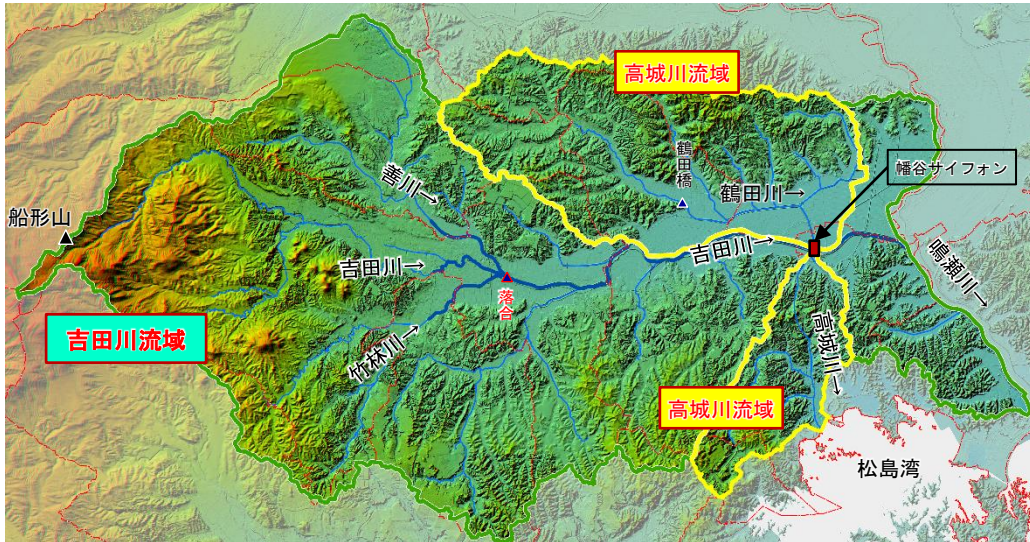 高城川流域
鶴田橋
幡谷サイフォン
善川→
鶴田川→
船形山
吉田川→
吉田川→
鳴瀬川→
落合
吉田川流域
竹林川→
高城川→
高城川流域
松島湾